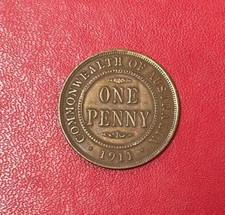 COMMONWEALTH OF AUSTRALIA
ONE
PENNY
1911